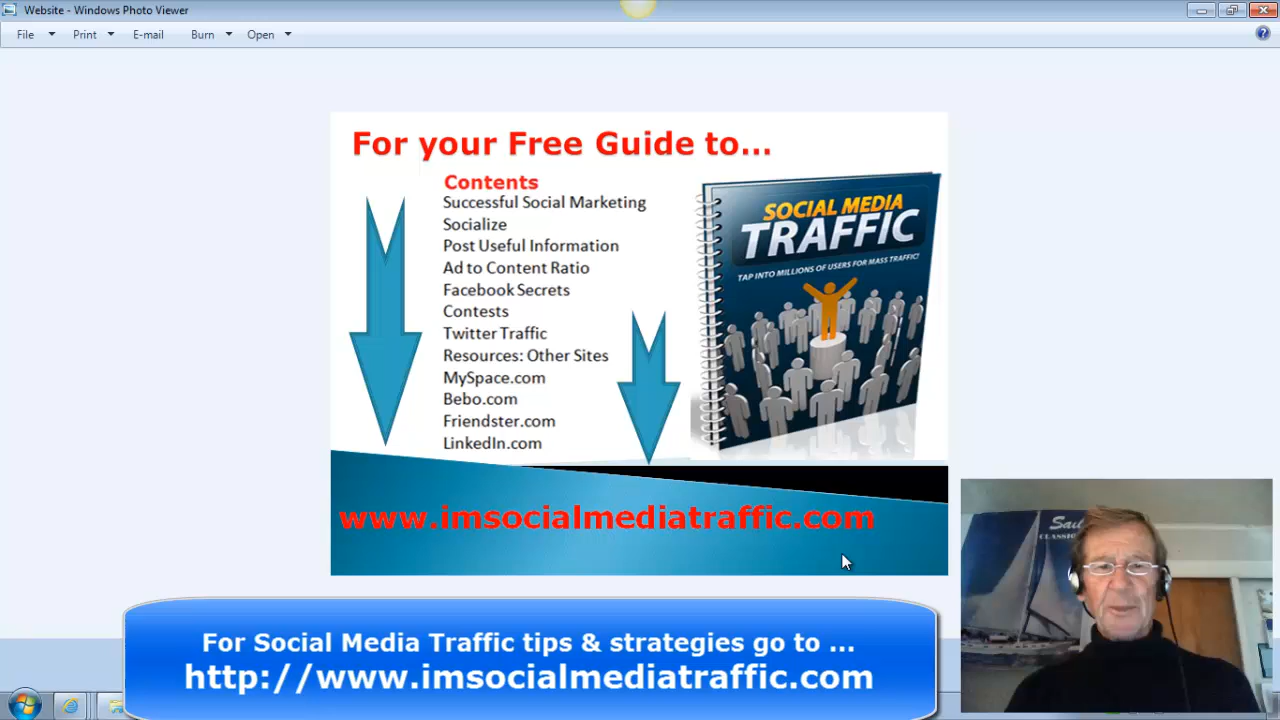 Website - Windows Photo Viewer
File Print E-mail Burn Open
For your Free Guide to...
Contents
Successful Social Marketing
Socialize
Post Useful Information
Ad to Content Ratio
Facebook Secrets
Contests
Twitter Traffic
Resources: Other Sites
MySpace.com
Bebo.com
Friendster.com
LinkedIn.com
SOCIAL MEDIA
TRAFFIC
TAP INTO MILLIONS OF USERS FOR MASS TRAFFIC!
www.imsocialmediatraffic.com
Sail
CLASSIC
For Social Media Traffic tips & strategies go to ...
http://www.imsocialmediatraffic.com